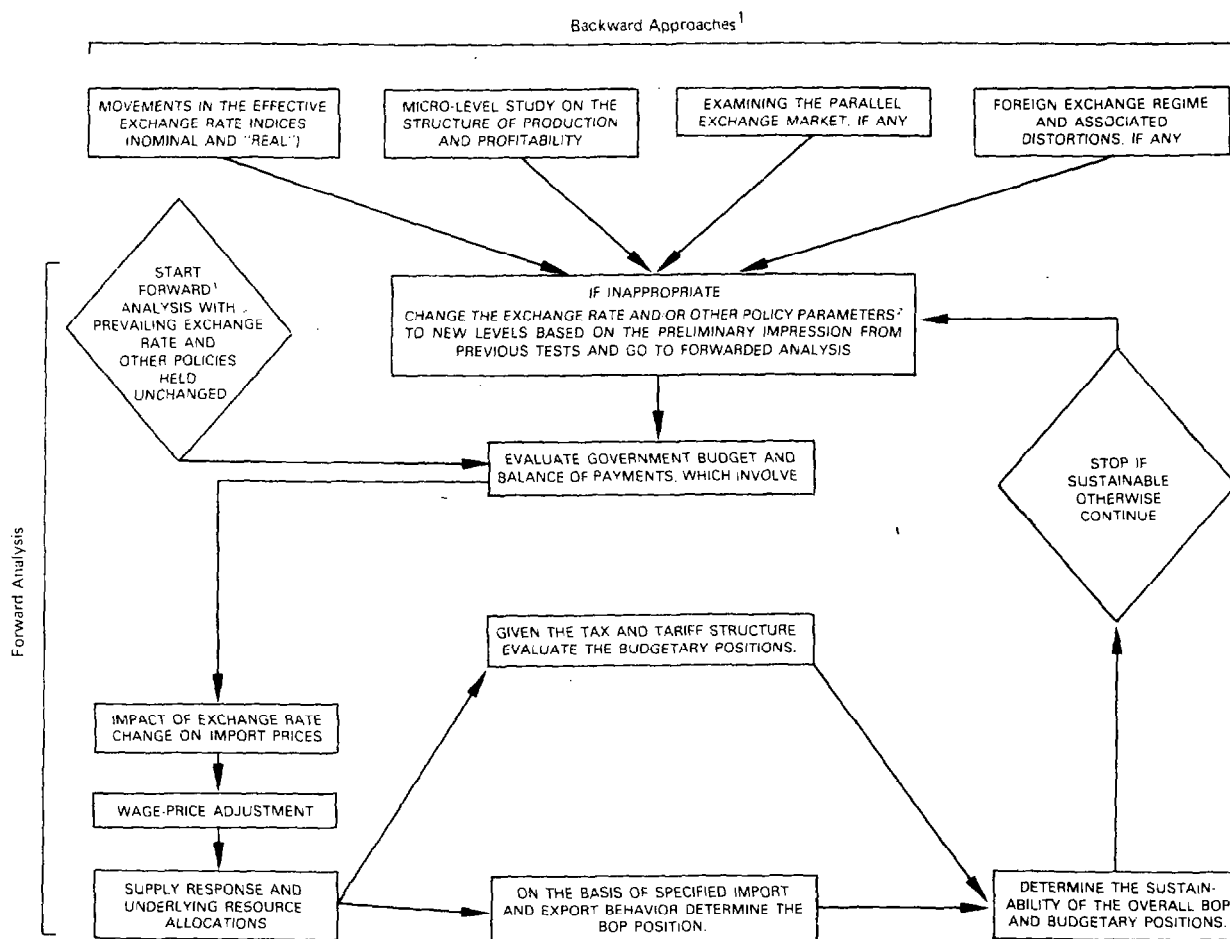 Backward Approaches¹
MOVEMENTS IN THE EFFECTIVE
EXCHANGE RATE INDICES
(NOMINAL AND "REAL")
MICRO-LEVEL STUDY ON THE
STRUCTURE OF PRODUCTION
AND PROFITABILITY
EXAMINING THE PARALLEL
EXCHANGE MARKET, IF ANY
FOREIGN EXCHANGE REGIME
AND ASSOCIATED
DISTORTIONS, IF ANY
START
FORWARD¹
ANALYSIS WITH
PREVAILING EXCHANGE
RATE AND
OTHER POLICIES
HELD
UNCHANGED
IF INAPPROPRIATE
CHANGE THE EXCHANGE RATE AND/OR OTHER POLICY PARAMETERS²
TO NEW LEVELS BASED ON THE PRELIMINARY IMPRESSION FROM
PREVIOUS TESTS AND GO TO FORWARDED ANALYSIS
EVALUATE GOVERNMENT BUDGET AND
BALANCE OF PAYMENTS, WHICH INVOLVE
STOP IF
SUSTAINABLE
OTHERWISE
CONTINUE
Forward Analysis
GIVEN THE TAX AND TARIFF STRUCTURE
EVALUATE THE BUDGETARY POSITIONS.
IMPACT OF EXCHANGE RATE
CHANGE ON IMPORT PRICES
WAGE-PRICE ADJUSTMENT
SUPPLY RESPONSE AND
UNDERLYING RESOURCE
ALLOCATIONS
ON THE BASIS OF SPECIFIED IMPORT
AND EXPORT BEHAVIOR DETERMINE THE
BOP POSITION.
DETERMINE THE SUSTAIN-
ABILITY OF THE OVERALL BOP
AND BUDGETARY POSITIONS.